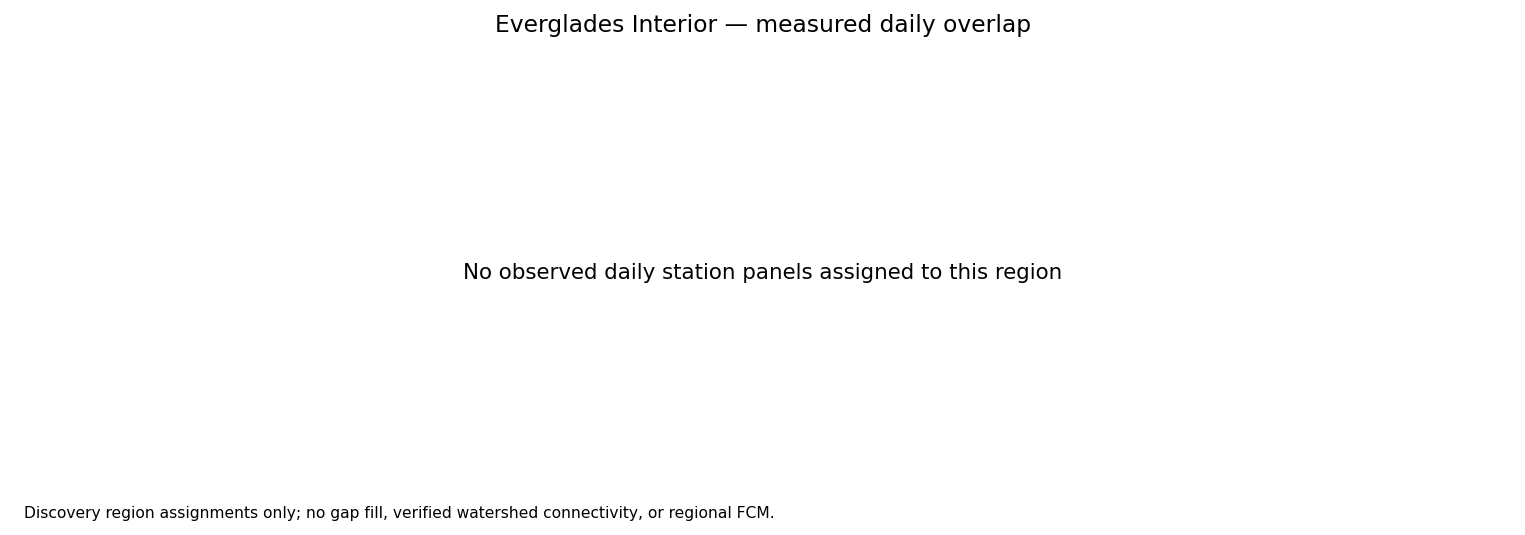 Everglades Interior — measured daily overlap
No observed daily station panels assigned to this region
Discovery region assignments only; no gap fill, verified watershed connectivity, or regional FCM.